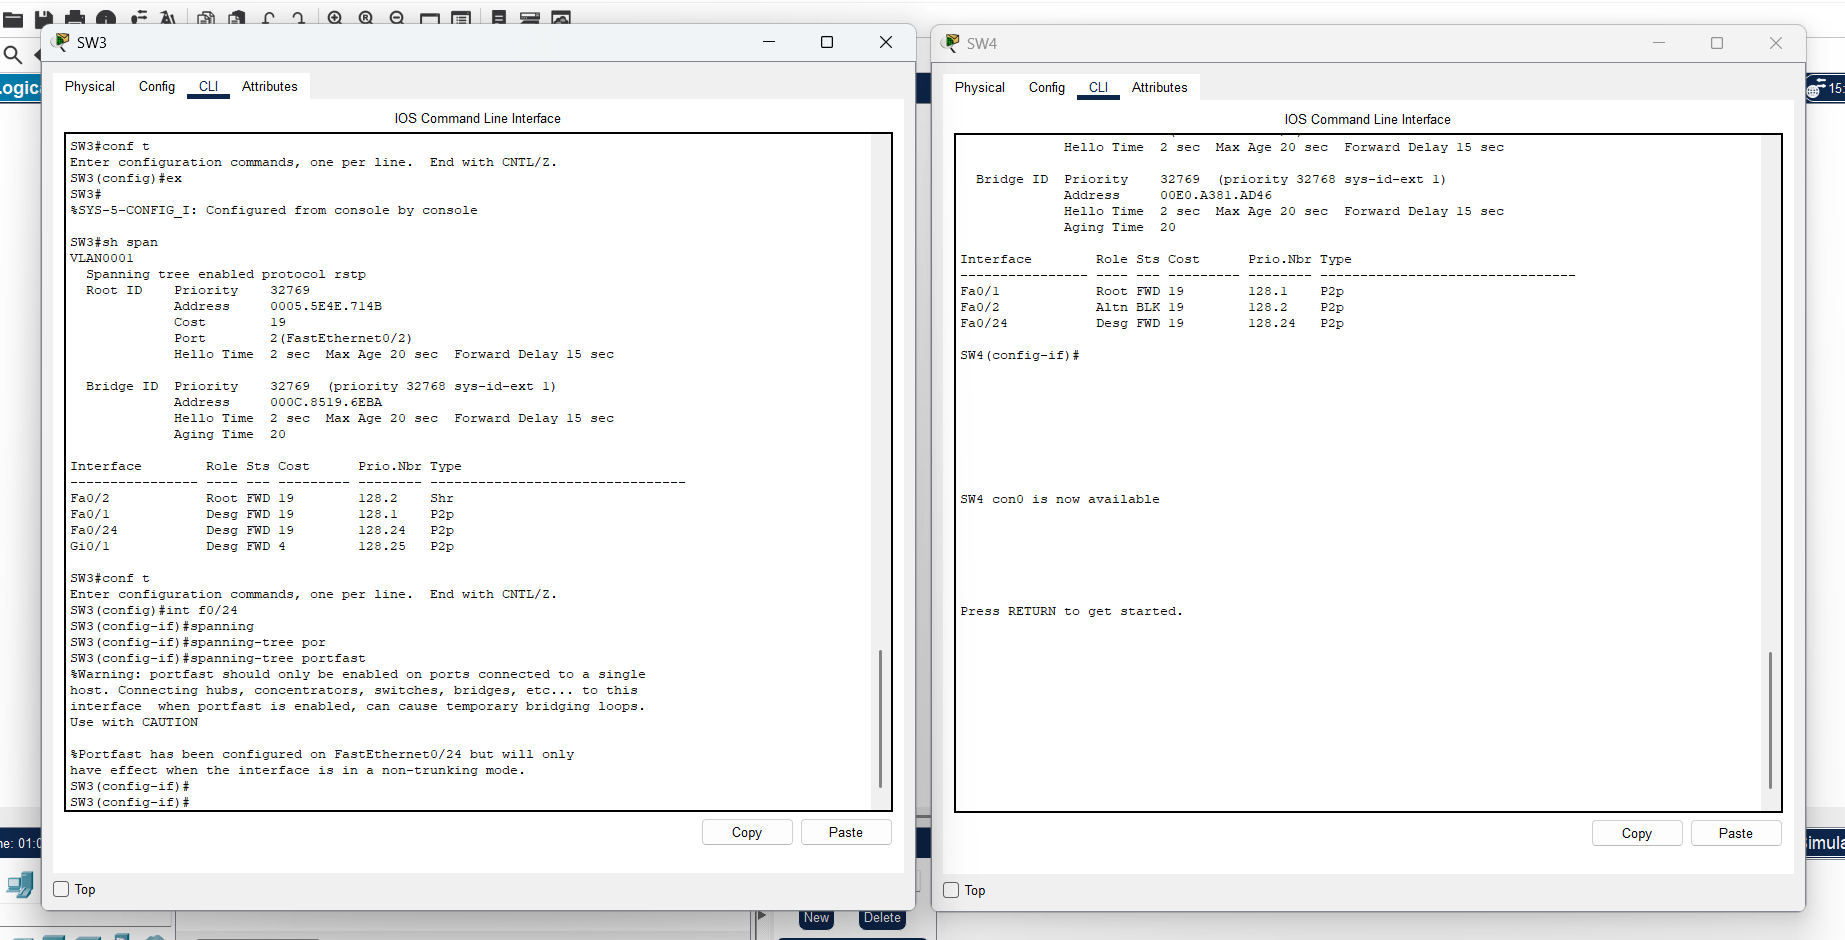 SW3
Physical Config CLI Attributes
IOS Command Line Interface
SW3#conf t
Enter configuration commands, one per line.  End with CNTL/Z.
SW3(config)#ex
SW3#
%SYS-5-CONFIG_I: Configured from console by console
SW3#sh span
VLAN0001
  Spanning tree enabled protocol rstp
  Root ID    Priority    32769
             Address     0005.5E4E.714B
             Cost        19
             Port        2(FastEthernet0/2)
             Hello Time  2 sec  Max Age 20 sec  Forward Delay 15 sec
  Bridge ID  Priority    32769  (priority 32768 sys-id-ext 1)
             Address     000C.8519.6EBA
             Hello Time  2 sec  Max Age 20 sec  Forward Delay 15 sec
             Aging Time  20
Interface        Role Sts Cost      Prio.Nbr Type
---------------- ---- --- --------- -------- --------------------------------
Fa0/2            Root FWD 19        128.2    Shr
Fa0/1            Desg FWD 19        128.1    P2p
Fa0/24           Desg FWD 19        128.24   P2p
Gi0/1            Desg FWD 4         128.25   P2p
SW3#conf t
Enter configuration commands, one per line.  End with CNTL/Z.
SW3(config)#int f0/24
SW3(config-if)#spanning
SW3(config-if)#spanning-tree por
SW3(config-if)#spanning-tree portfast
%Warning: portfast should only be enabled on ports connected to a single
host. Connecting hubs, concentrators, switches, bridges, etc... to this
interface  when portfast is enabled, can cause temporary bridging loops.
Use with CAUTION
%Portfast has been configured on FastEthernet0/24 but will only
have effect when the interface is in a non-trunking mode.
SW3(config-if)#
SW3(config-if)#
Copy Paste
Top
SW4
Physical Config CLI Attributes
IOS Command Line Interface
             Hello Time  2 sec  Max Age 20 sec  Forward Delay 15 sec
  Bridge ID  Priority    32769  (priority 32768 sys-id-ext 1)
             Address     00E0.A381.AD46
             Hello Time  2 sec  Max Age 20 sec  Forward Delay 15 sec
             Aging Time  20
Interface        Role Sts Cost      Prio.Nbr Type
---------------- ---- --- --------- -------- --------------------------------
Fa0/1            Root FWD 19        128.1    P2p
Fa0/2            Altn BLK 19        128.2    P2p
Fa0/24           Desg FWD 19        128.24   P2p
SW4(config-if)#
SW4 con0 is now available
Press RETURN to get started.
Copy Paste
Top
New Delete